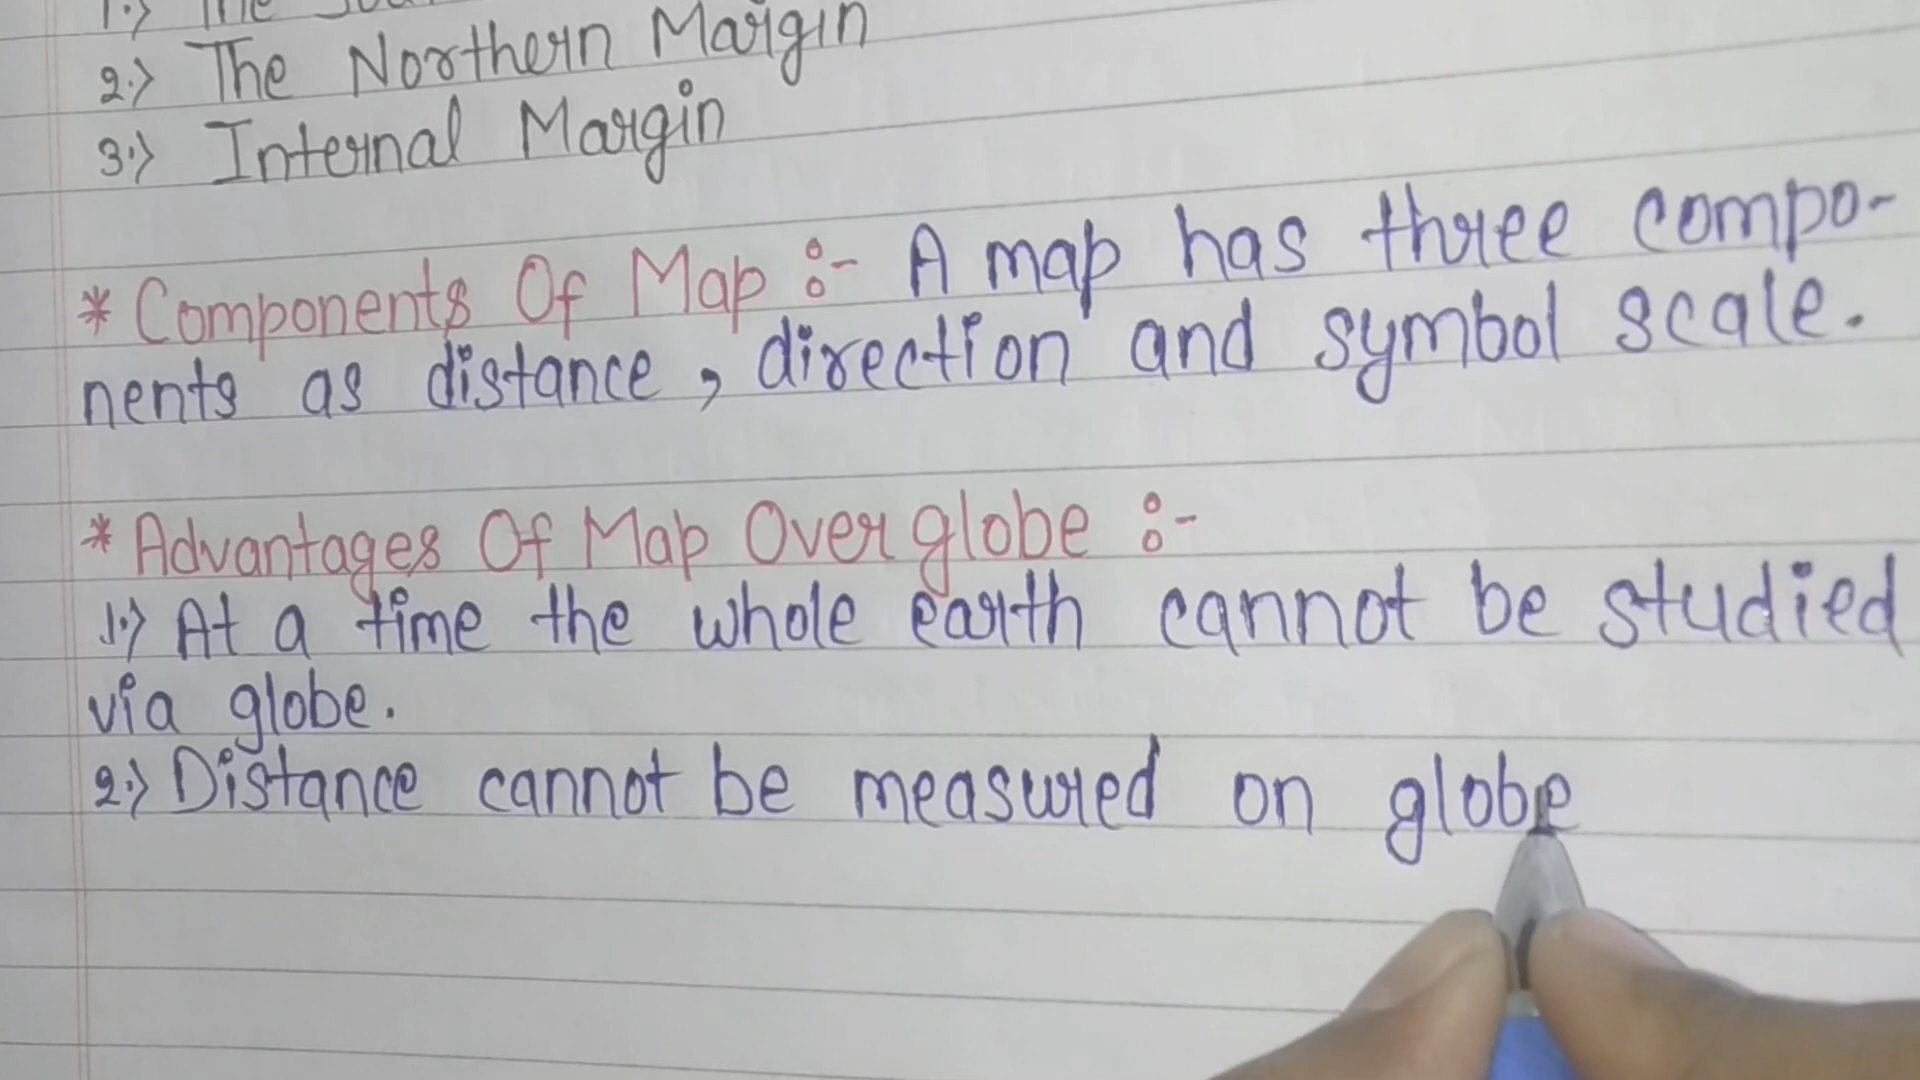 1.) The
2.) The Northern Margin
3.) Internal Margin
* Components Of Map :- A map has three compo-
nents as distance, direction and symbol scale.
* Advantages Of Map Over globe :-
1.) At a time the whole earth cannot be studied
via globe.
2.) Distance cannot be measured on globe